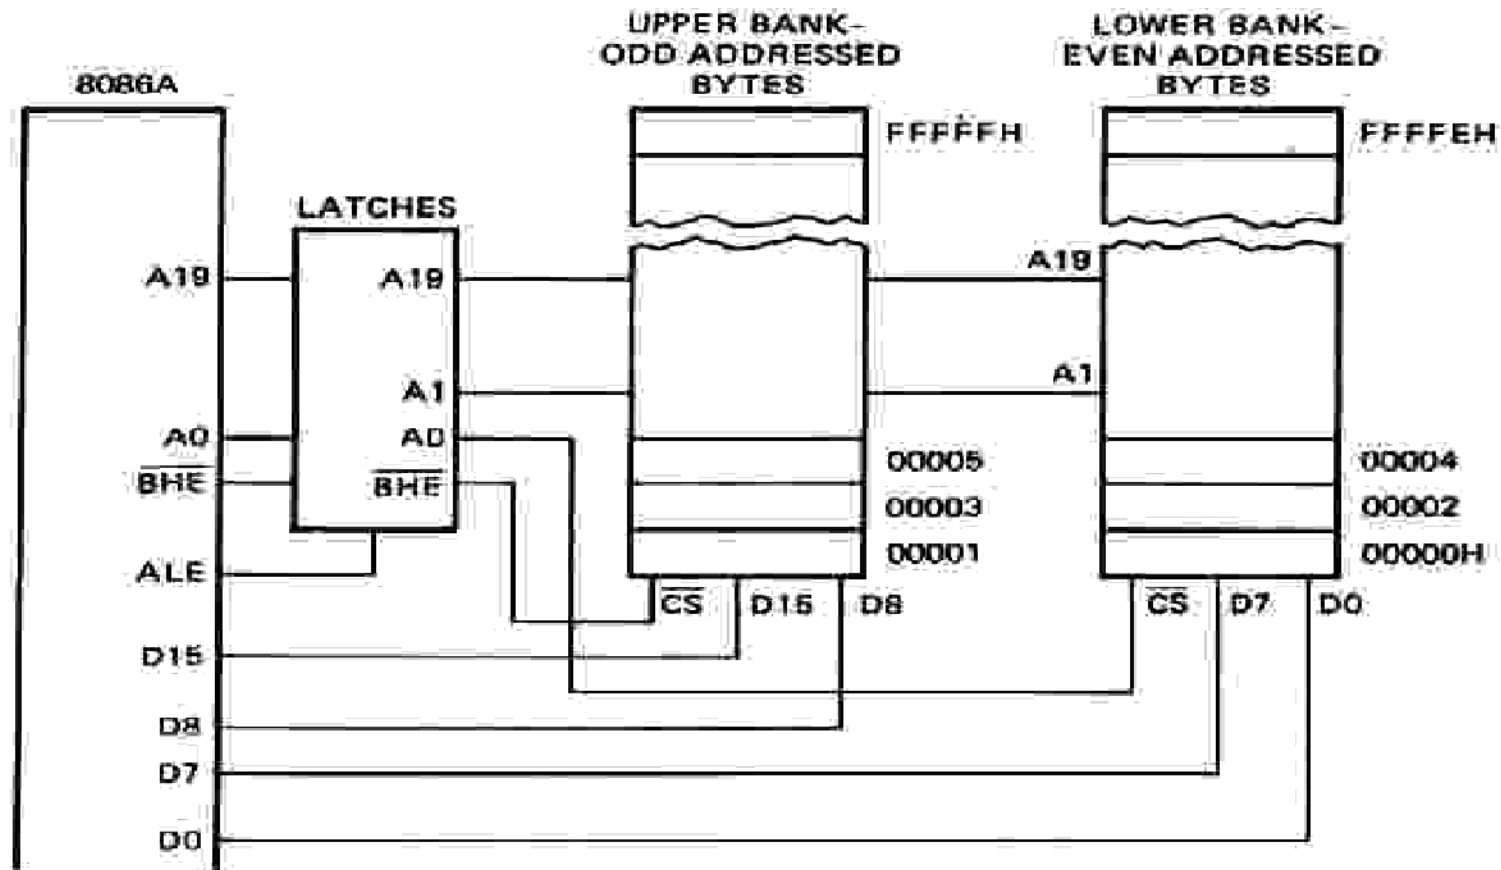 UPPER BANK-
ODD ADDRESSED
BYTES
LOWER BANK-
EVEN ADDRESSED
BYTES
8086A
FFFFFH
FFFFEH
LATCHES
A19
A19
A19
A1
A1
A0
A0
BHE
BHE
00005
00004
00003
00002
00001
00000H
ALE
CS
D15
D8
CS
D7
D0
D15
D8
D7
D0